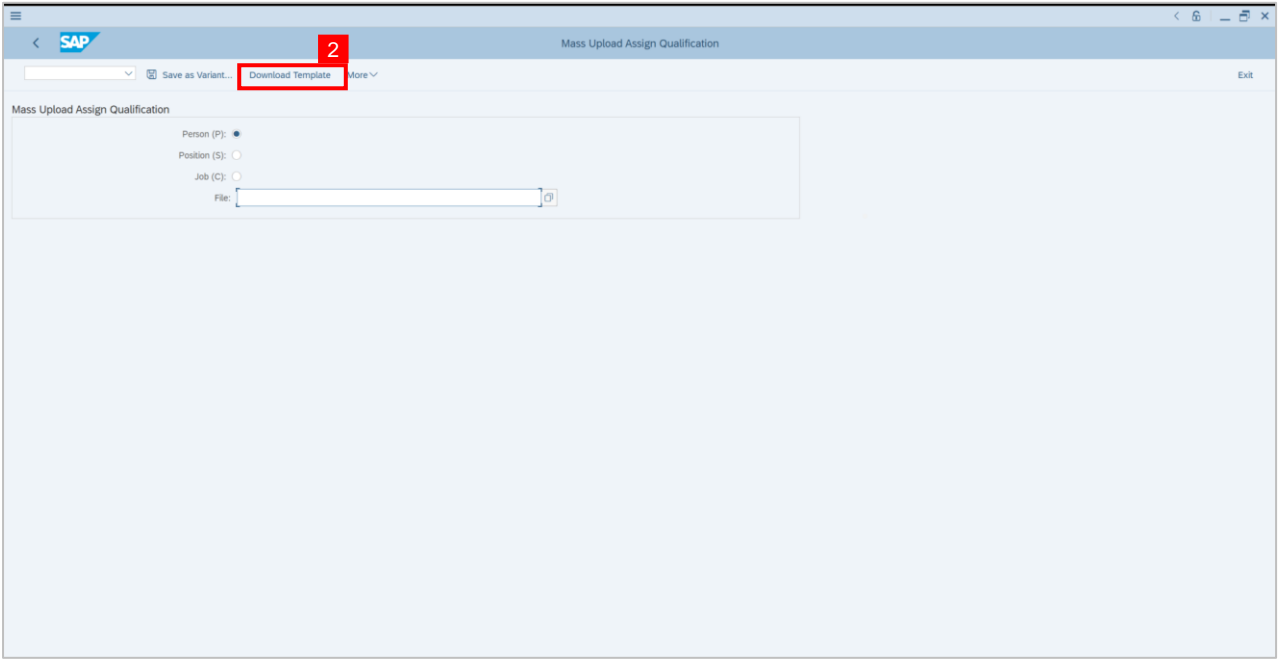 SAP
Mass Upload Assign Qualification
2
Save as Variant... Download Template More Exit
Mass Upload Assign Qualification
Person (P):
Position (S):
Job (C):
File: